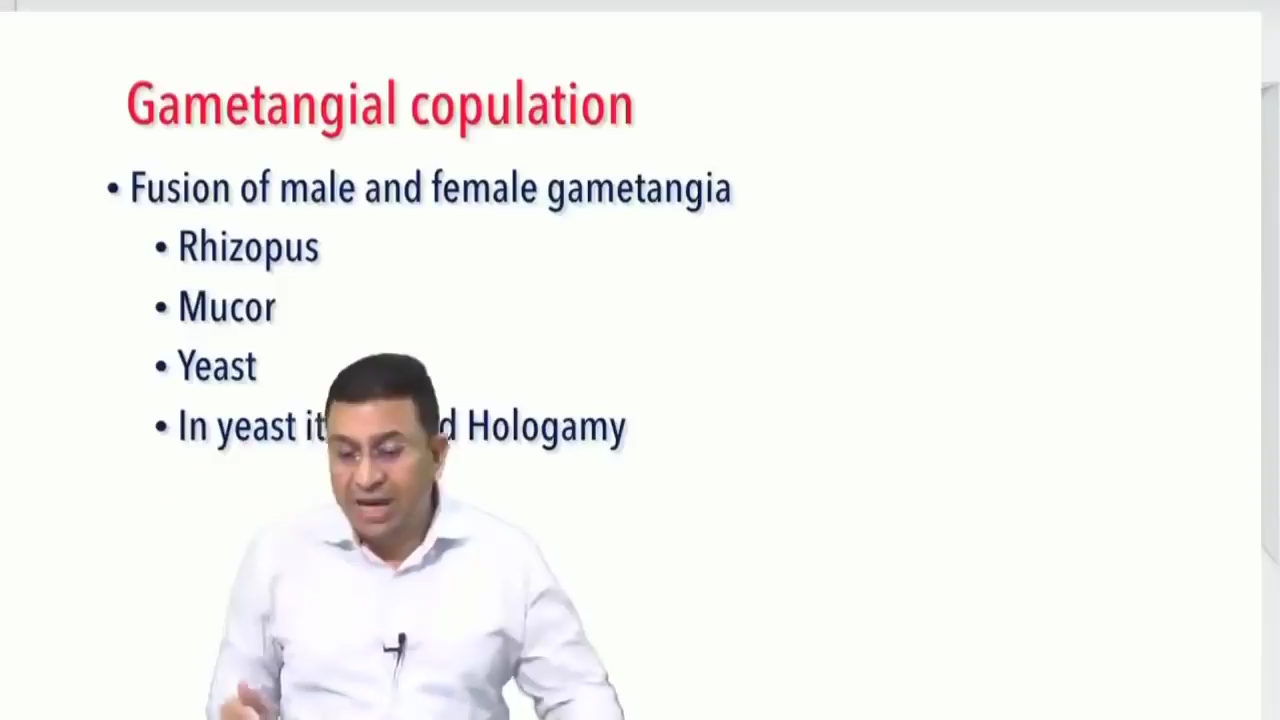 Gametangial copulation
• Fusion of male and female gametangia
• Rhizopus
• Mucor
• Yeast
• In yeast it Hologamy